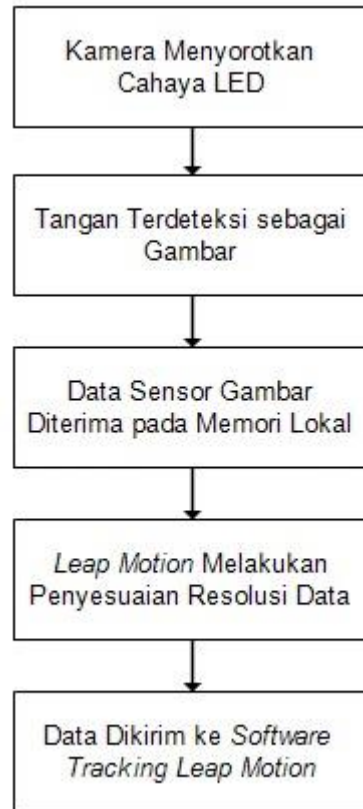 Kamera Menyorotkan
Cahaya LED
Tangan Terdeteksi sebagai
Gambar
Data Sensor Gambar
Diterima pada Memori Lokal
Leap Motion Melakukan
Penyesuaian Resolusi Data
Data Dikirim ke Software
Tracking Leap Motion